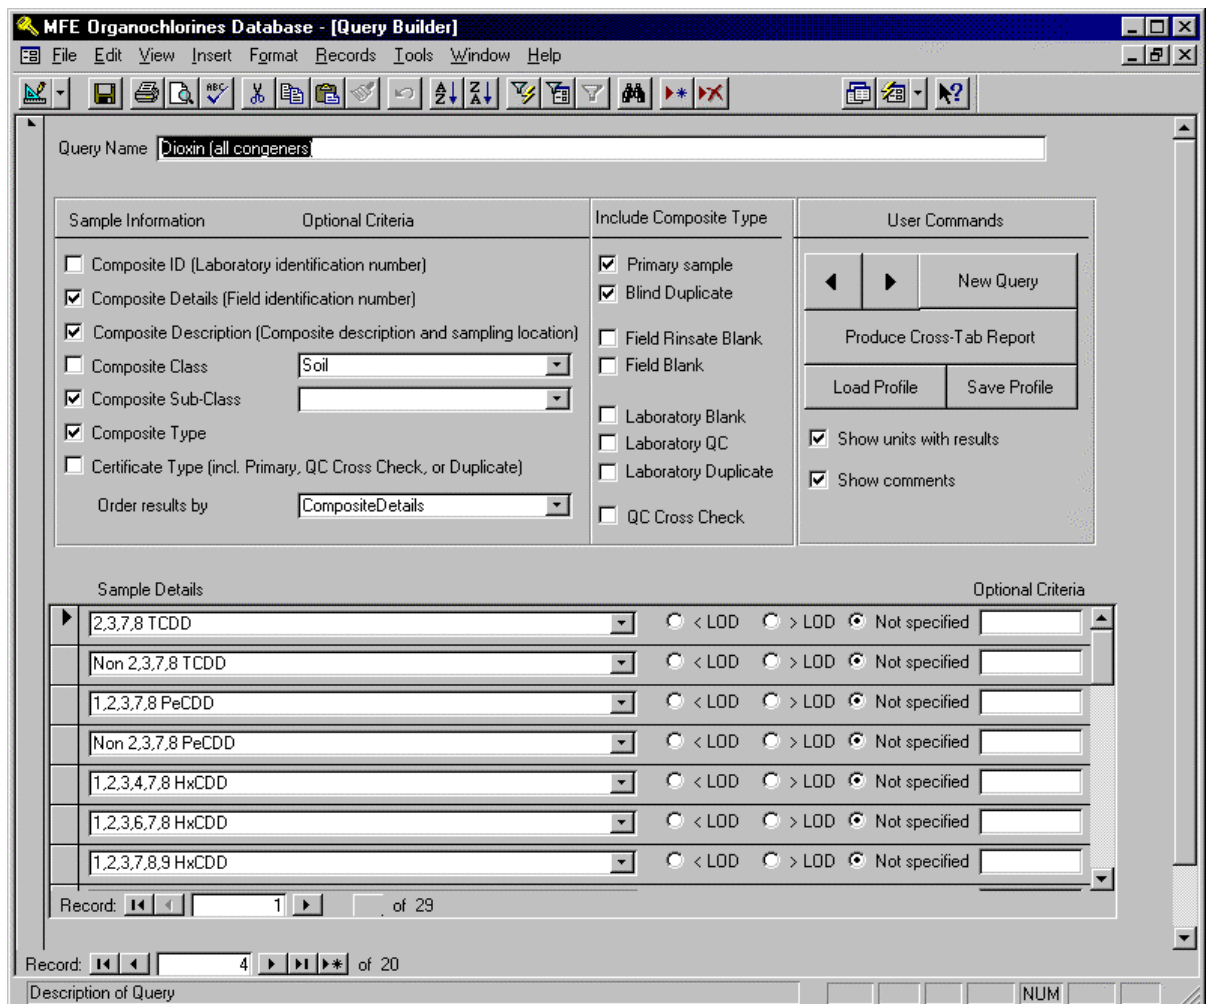 MFE Organochlorines Database - [Query Builder]
File Edit View Insert Format Records Tools Window Help
Query Name Dioxin (all congeners)
Sample Information Optional Criteria Include Composite Type User Commands
Composite ID (Laboratory identification number) Primary sample
Composite Details (Field identification number) Blind Duplicate New Query
Composite Description (Composite description and sampling location) Field Rinsate Blank Produce Cross-Tab Report
Composite Class Soil Field Blank
Load Profile Save Profile
Composite Sub-Class Laboratory Blank
Composite Type Laboratory QC Show units with results
Certificate Type (incl. Primary, QC Cross Check, or Duplicate) Laboratory Duplicate Show comments
Order results by CompositeDetails QC Cross Check
Sample Details Optional Criteria
2,3,7,8 TCDD < LOD > LOD Not specified
Non 2,3,7,8 TCDD < LOD > LOD Not specified
1,2,3,7,8 PeCDD < LOD > LOD Not specified
Non 2,3,7,8 PeCDD < LOD > LOD Not specified
1,2,3,4,7,8 HxCDD < LOD > LOD Not specified
1,2,3,6,7,8 HxCDD < LOD > LOD Not specified
1,2,3,7,8,9 HxCDD < LOD > LOD Not specified
Record: 1 of 29
Record: 4 of 20
Description of Query NUM